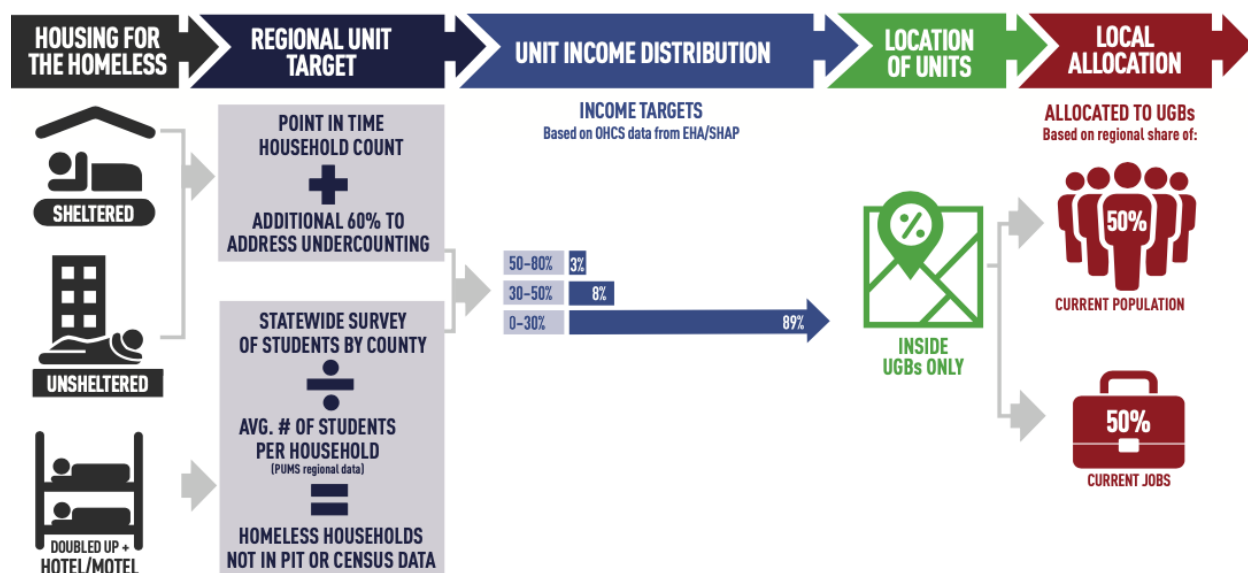 HOUSING FOR
THE HOMELESS
REGIONAL UNIT
TARGET
UNIT INCOME DISTRIBUTION
LOCATION
OF UNITS
LOCAL
ALLOCATION
SHELTERED
UNSHELTERED
DOUBLED UP +
HOTEL/MOTEL
POINT IN TIME
HOUSEHOLD COUNT
+
ADDITIONAL 60% TO
ADDRESS UNDERCOUNTING
STATEWIDE SURVEY
OF STUDENTS BY COUNTY
÷
AVG. # OF STUDENTS
PER HOUSEHOLD
(PUMS regional data)
=
HOMELESS HOUSEHOLDS
NOT IN PIT OR CENSUS DATA
INCOME TARGETS
Based on OHCS data from EHA/SHAP
50–80% 3%
30–50% 8%
0–30% 89%
%
INSIDE
UGBs ONLY
ALLOCATED TO UGBs
Based on regional share of:
50%
CURRENT POPULATION
50%
CURRENT JOBS